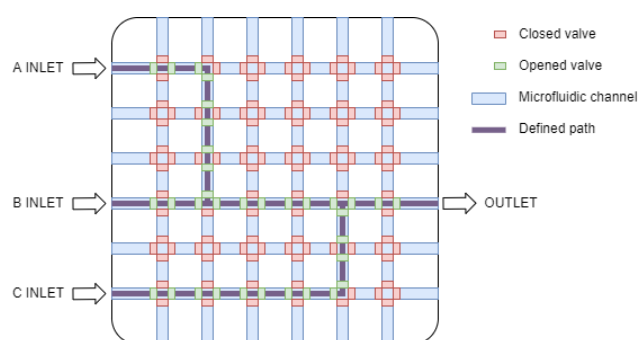 A INLET
B INLET
C INLET
OUTLET
Closed valve
Opened valve
Microfluidic channel
Defined path